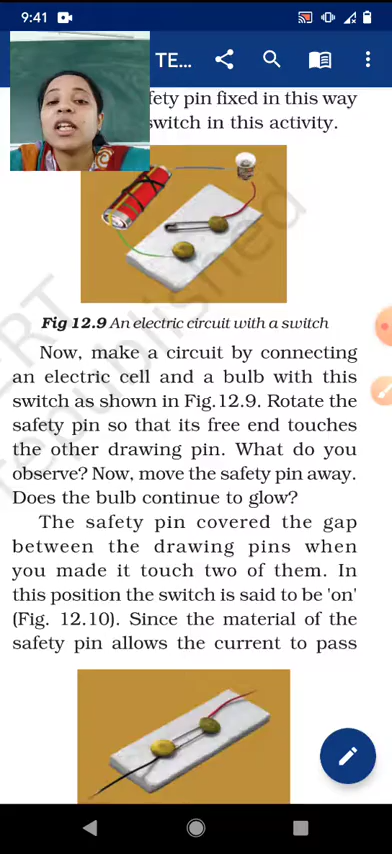 9:41
TE...
fety pin fixed in this way
switch in this activity.
Fig 12.9 An electric circuit with a switch
Now, make a circuit by connecting
an electric cell and a bulb with this
switch as shown in Fig.12.9. Rotate the
safety pin so that its free end touches
the other drawing pin. What do you
observe? Now, move the safety pin away.
Does the bulb continue to glow?
The safety pin covered the gap
between the drawing pins when
you made it touch two of them. In
this position the switch is said to be 'on'
(Fig. 12.10). Since the material of the
safety pin allows the current to pass
republished